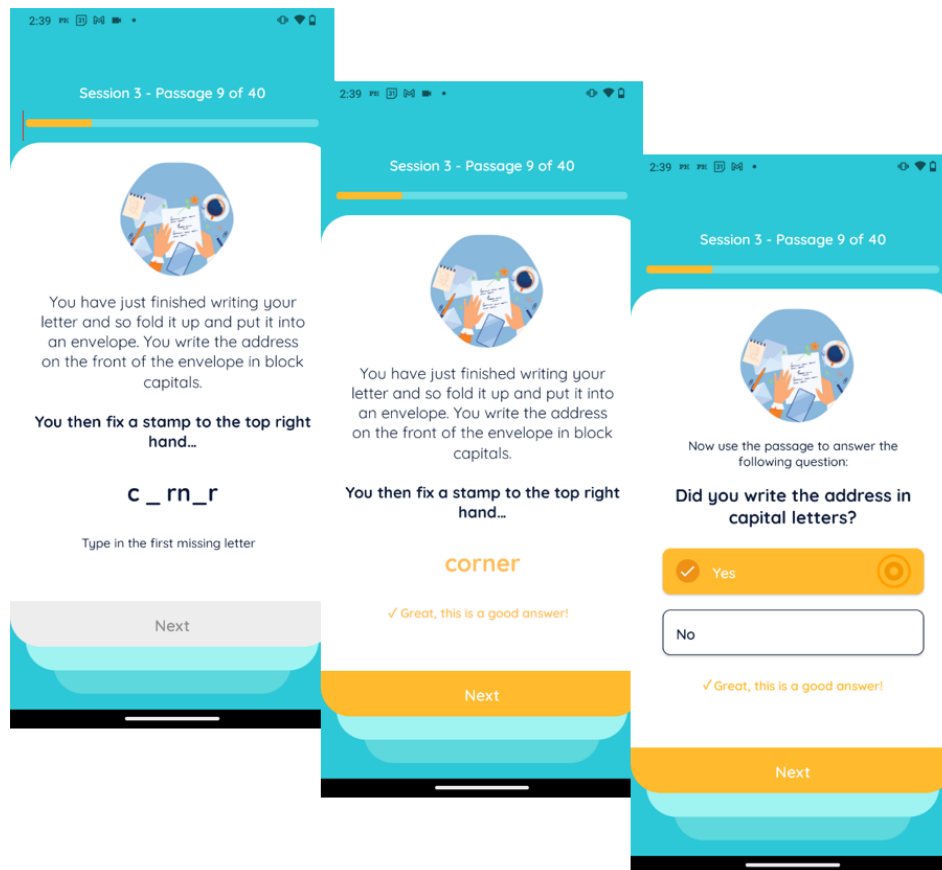 2:39
Session 3 - Passage 9 of 40
You have just finished writing your
letter and so fold it up and put it into
an envelope. You write the address
on the front of the envelope in block
capitals.
You then fix a stamp to the top right
hand...
c _ rn_r
Type in the first missing letter
Next
2:39
Session 3 - Passage 9 of 40
You have just finished writing your
letter and so fold it up and put it into
an envelope. You write the address
on the front of the envelope in block
capitals.
You then fix a stamp to the top right
hand...
corner
✓ Great, this is a good answer!
Next
2:39
Session 3 - Passage 9 of 40
Now use the passage to answer the
following question:
Did you write the address in
capital letters?
Yes
No
✓ Great, this is a good answer!
Next